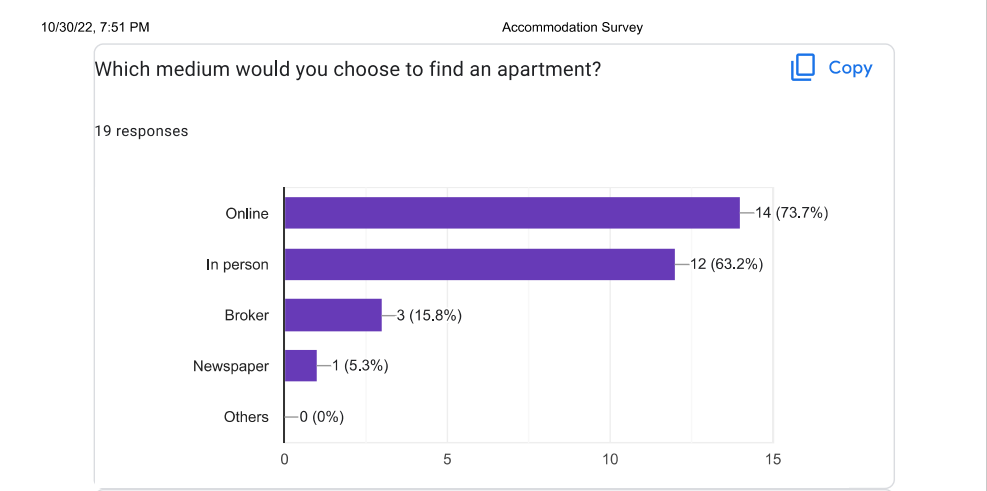 10/30/22, 7:51 PM Accommodation Survey
Which medium would you choose to find an apartment? Copy
19 responses
Online 14 (73.7%)
In person 12 (63.2%)
Broker 3 (15.8%)
Newspaper 1 (5.3%)
Others 0 (0%)
0 5 10 15